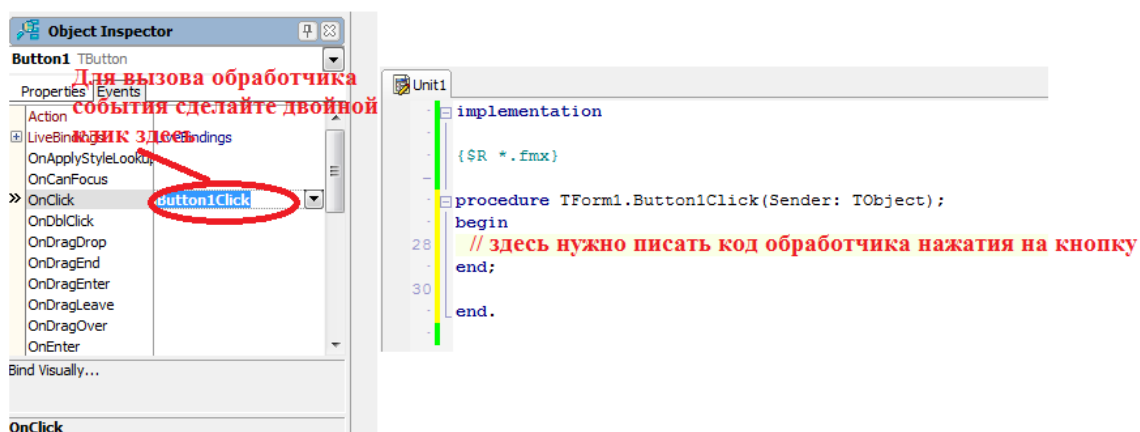 Object Inspector
Button1 TButton
Для вызова обработчика
события сделайте двойной
клик здесь
Properties Events
Action
LiveBindings LiveBindings
OnApplyStyleLookup
OnCanFocus
OnClick Button1Click
OnDblClick
OnDragDrop
OnDragEnd
OnDragEnter
OnDragLeave
OnDragOver
OnEnter
Bind Visually...
OnClick
Unit1
implementation
{$R *.fmx}
procedure TForm1.Button1Click(Sender: TObject);
begin
28 // здесь нужно писать код обработчика нажатия на кнопку
end;
30
end.